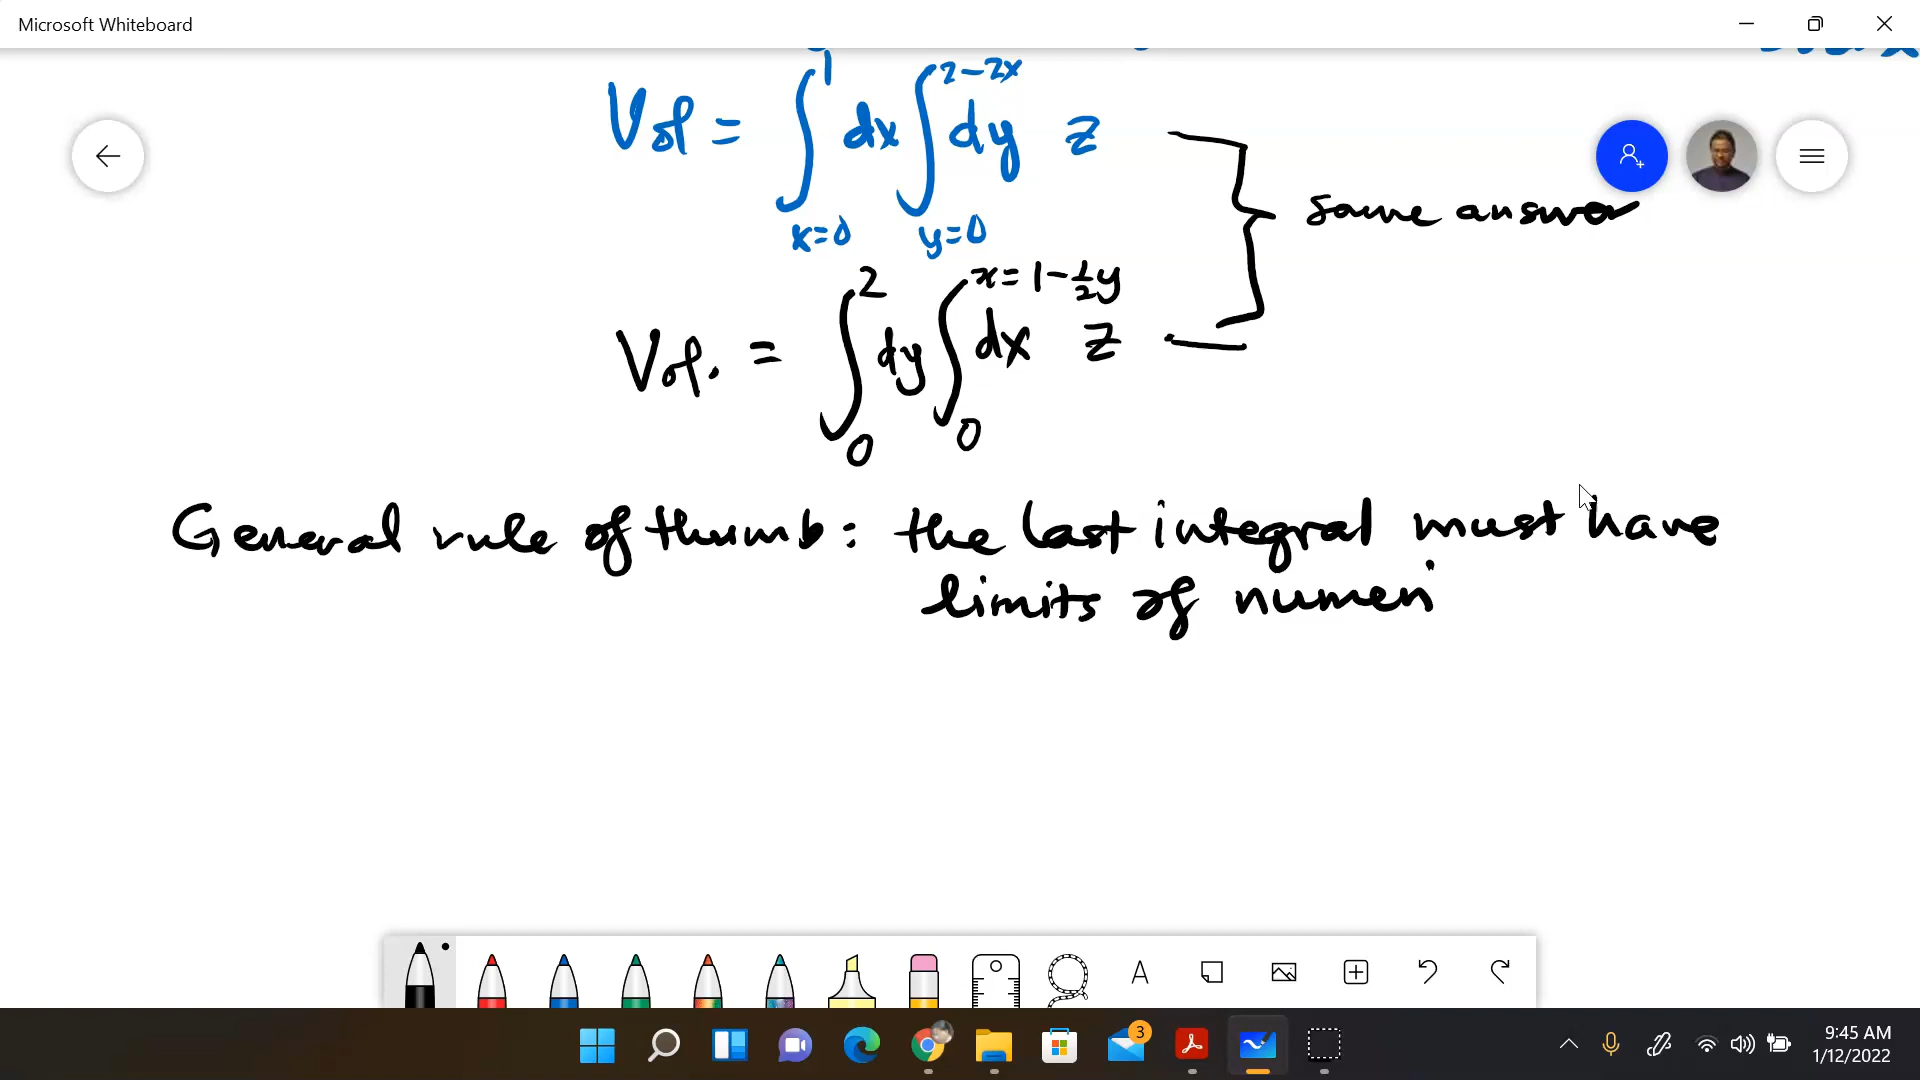 Microsoft Whiteboard
Vol = ∫_{x=0}^{1} dx ∫_{y=0}^{2-2x} dy z
same answer
Vol. = ∫_{0}^{2} dy ∫_{0}^{x=1-½y} dx z
General rule of thumb: the last integral must have
limits of numeri
A
3
9:45 AM
1/12/2022